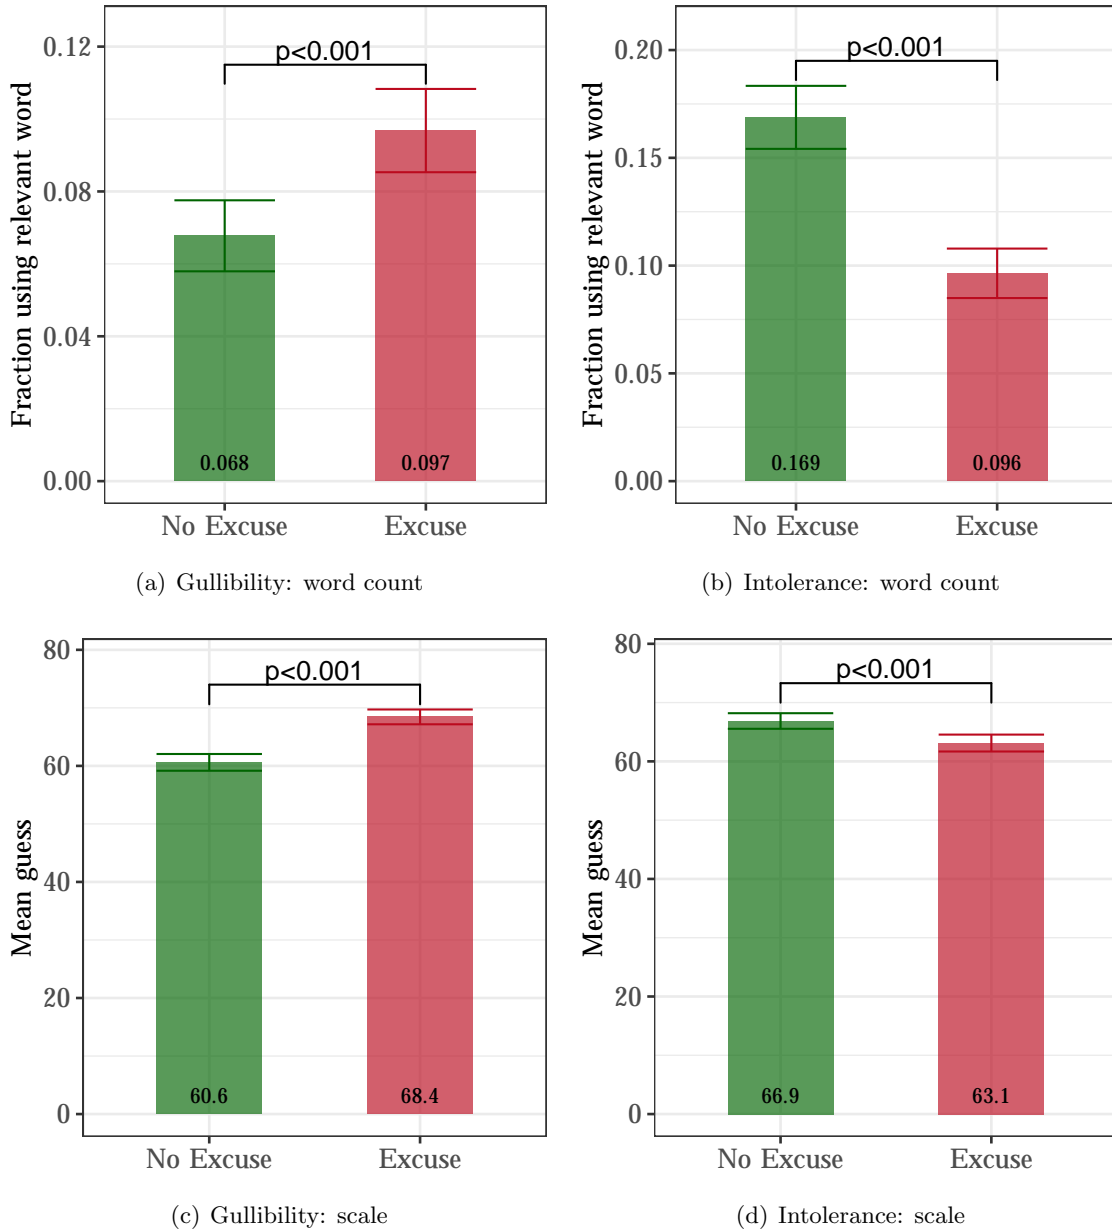 p<0.001
0.12
0.08
0.04
0.00
Fraction using relevant word
0.068
0.097
No Excuse
Excuse
(a) Gullibility: word count
p<0.001
0.20
0.15
0.10
0.05
0.00
Fraction using relevant word
0.169
0.096
No Excuse
Excuse
(b) Intolerance: word count
p<0.001
80
60
40
20
0
Mean guess
60.6
68.4
No Excuse
Excuse
(c) Gullibility: scale
p<0.001
80
60
40
20
0
Mean guess
66.9
63.1
No Excuse
Excuse
(d) Intolerance: scale